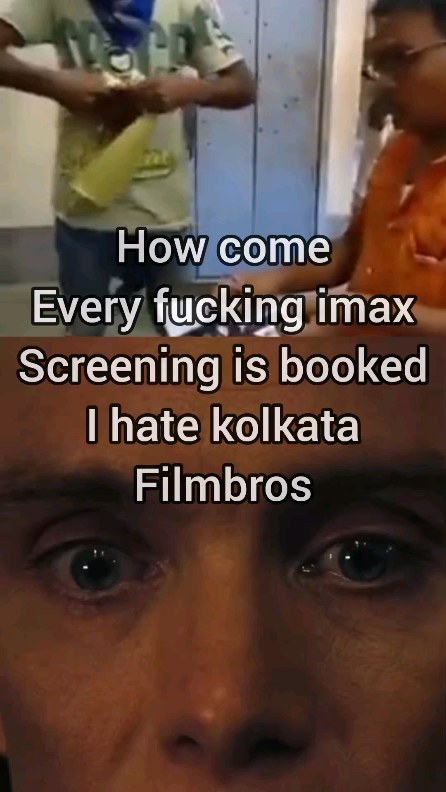 How come
Every fucking imax
Screening is booked
I hate kolkata
Filmbros